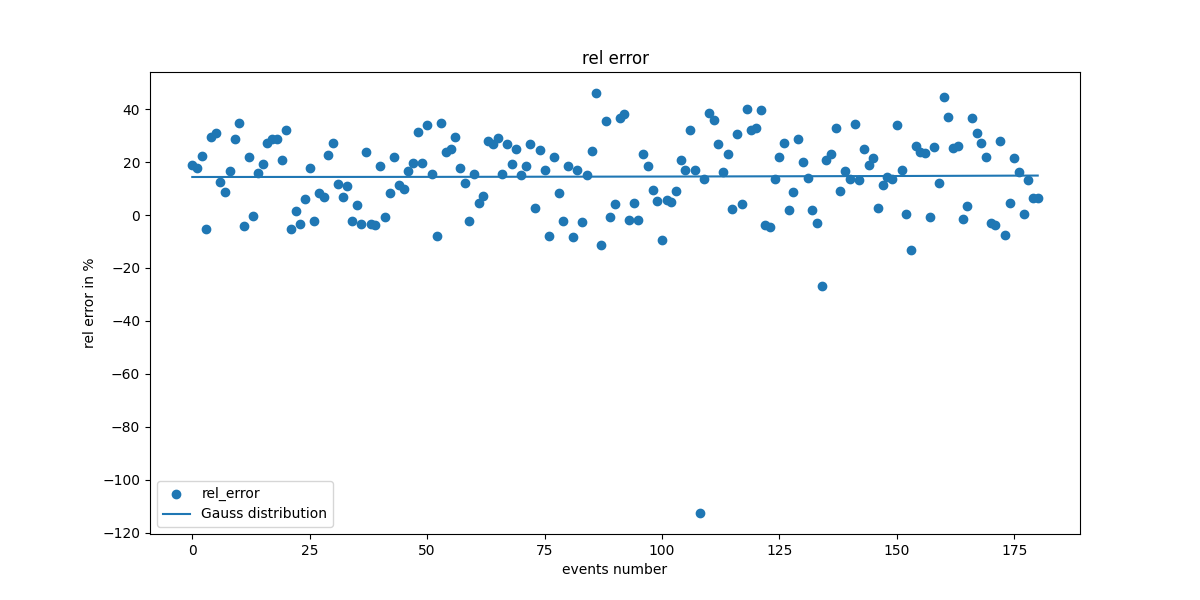 rel error
40
20
0
−20
−40
−60
−80
−100
−120
rel error in %
rel_error
Gauss distribution
0 25 50 75 100 125 150 175
events number